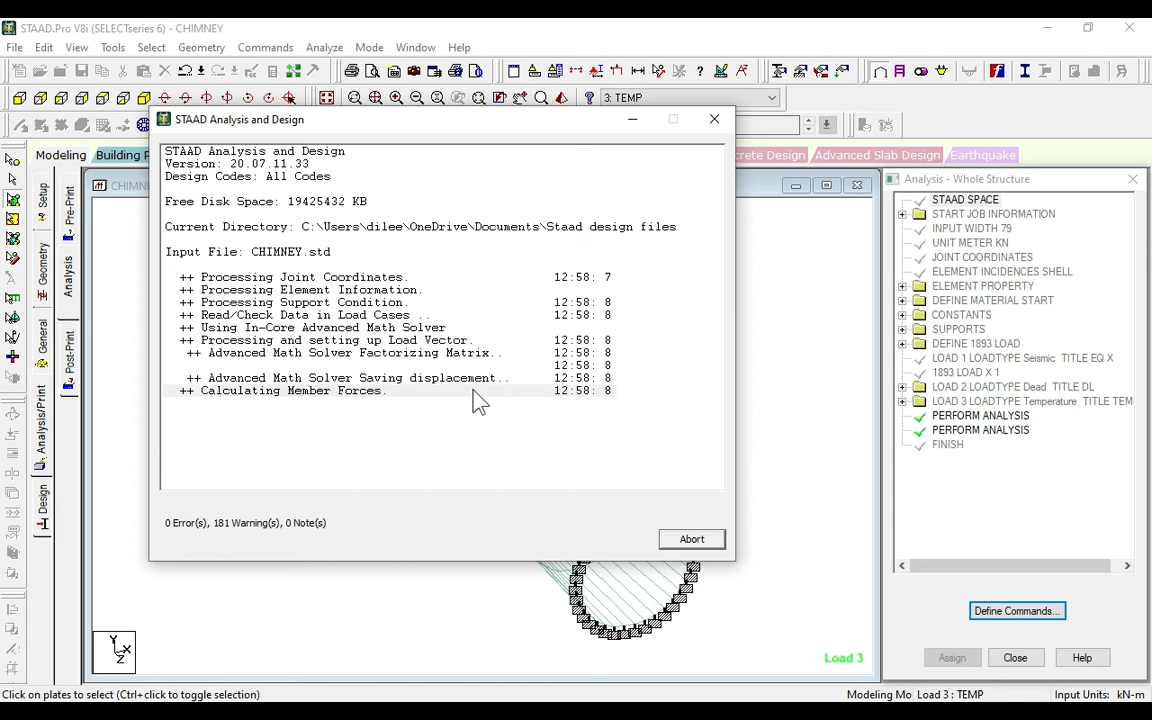 STAAD.Pro V8i (SELECTseries 6) - CHIMNEY
File Edit View Tools Select Geometry Commands Analyze Mode Window Help
3: TEMP
STAAD Analysis and Design
Modeling Building P crete Design Advanced Slab Design Earthquake
CHIMN
Setup
Geometry
General
Analysis/Print
Design
Pre-Print
Analysis
Post-Print
STAAD Analysis and Design
Version: 20.07.11.33
Design Codes: All Codes
Free Disk Space: 19425432 KB
Current Directory: C:\Users\dilee\OneDrive\Documents\Staad design files
Input File: CHIMNEY.std
++ Processing Joint Coordinates. 12:58: 7
++ Processing Element Information.
++ Processing Support Condition. 12:58: 8
++ Read/Check Data in Load Cases .. 12:58: 8
++ Using In-Core Advanced Math Solver
++ Processing and setting up Load Vector. 12:58: 8
++ Advanced Math Solver Factorizing Matrix.. 12:58: 8
12:58: 8
++ Advanced Math Solver Saving displacement.. 12:58: 8
++ Calculating Member Forces. 12:58: 8
0 Error(s), 181 Warning(s), 0 Note(s)
Abort
Y
X
Z
Load 3
Analysis - Whole Structure
STAAD SPACE
START JOB INFORMATION
INPUT WIDTH 79
UNIT METER KN
JOINT COORDINATES
ELEMENT INCIDENCES SHELL
ELEMENT PROPERTY
DEFINE MATERIAL START
CONSTANTS
SUPPORTS
DEFINE 1893 LOAD
LOAD 1 LOADTYPE Seismic TITLE EQ X
1893 LOAD X 1
LOAD 2 LOADTYPE Dead TITLE DL
LOAD 3 LOADTYPE Temperature TITLE TEM
PERFORM ANALYSIS
PERFORM ANALYSIS
FINISH
Define Commands...
Assign Close Help
Click on plates to select (Ctrl+click to toggle selection) Modeling Mo Load 3 : TEMP Input Units: kN-m